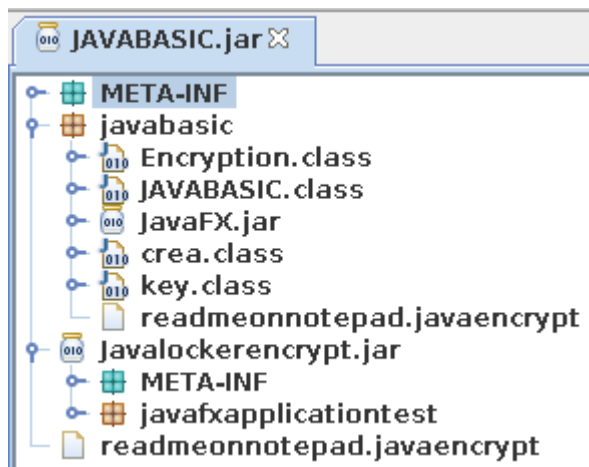 JAVABASIC.jar
META-INF
javabasic
Encryption.class
JAVABASIC.class
JavaFX.jar
crea.class
key.class
readmeonnotepad.javaencrypt
Javalockerencrypt.jar
META-INF
javafxapplicationtest
readmeonnotepad.javaencrypt